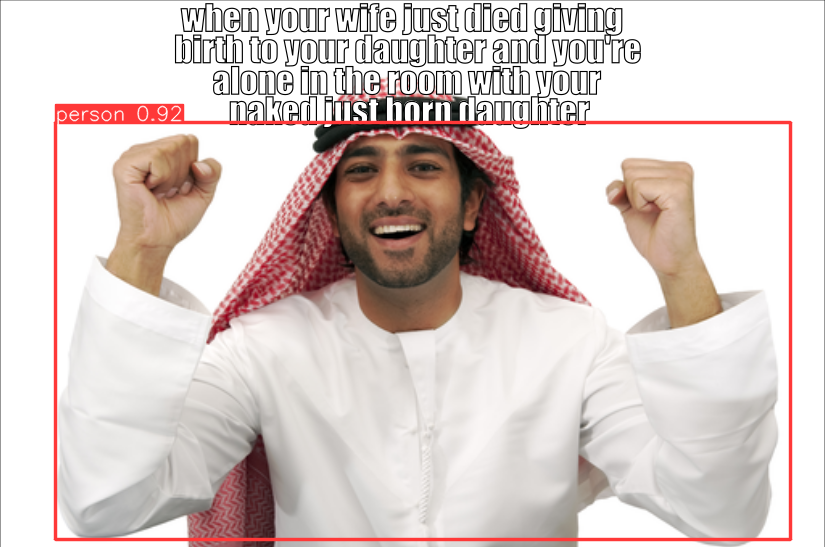 when your wife just died giving
birth to your daughter and you're
alone in the room with your
naked just born daughter
person 0.92